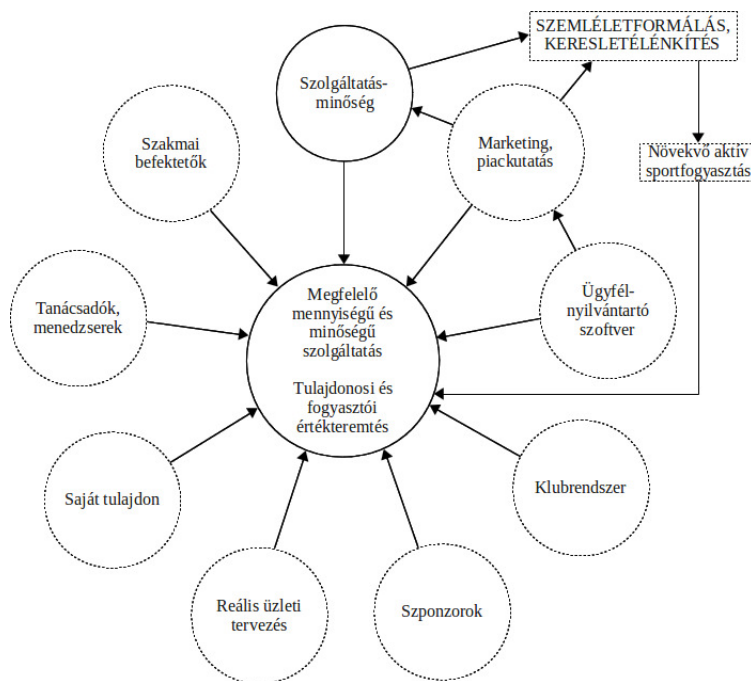 SZEMLÉLETFORMÁLÁS,
KERESLETÉLÉNKÍTÉS
Szolgáltatás-
minőség
Szakmai
befektetők
Marketing,
piackutatás
Növekvő aktív
sportfogyasztás
Tanácsadók,
menedzserek
Megfelelő
mennyiségű és
minőségű
szolgáltatás
Tulajdonosi és
fogyasztói
értékteremtés
Ügyfél-
nyilvántartó
szoftver
Saját tulajdon
Klubrendszer
Reális üzleti
tervezés
Szponzorok